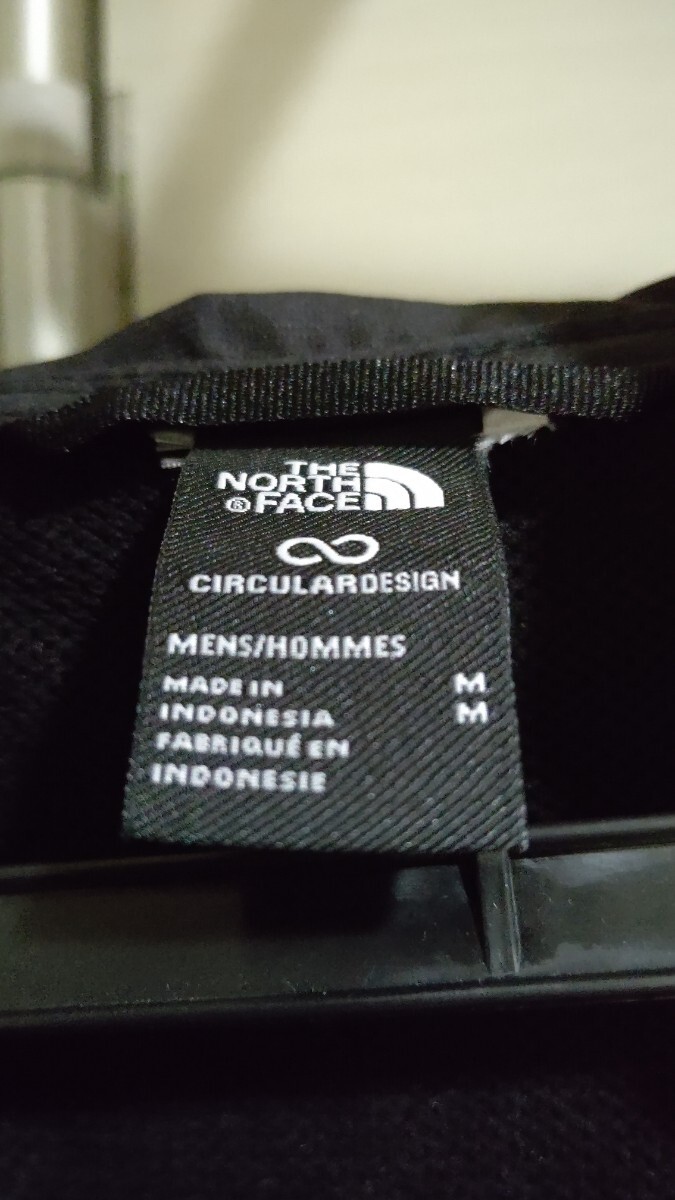 THE
NORTH
® FACE
CIRCULARDESIGN
MENS/HOMMES
MADE IN M
INDONESIA M
FABRIQUÉ EN
INDONESIE